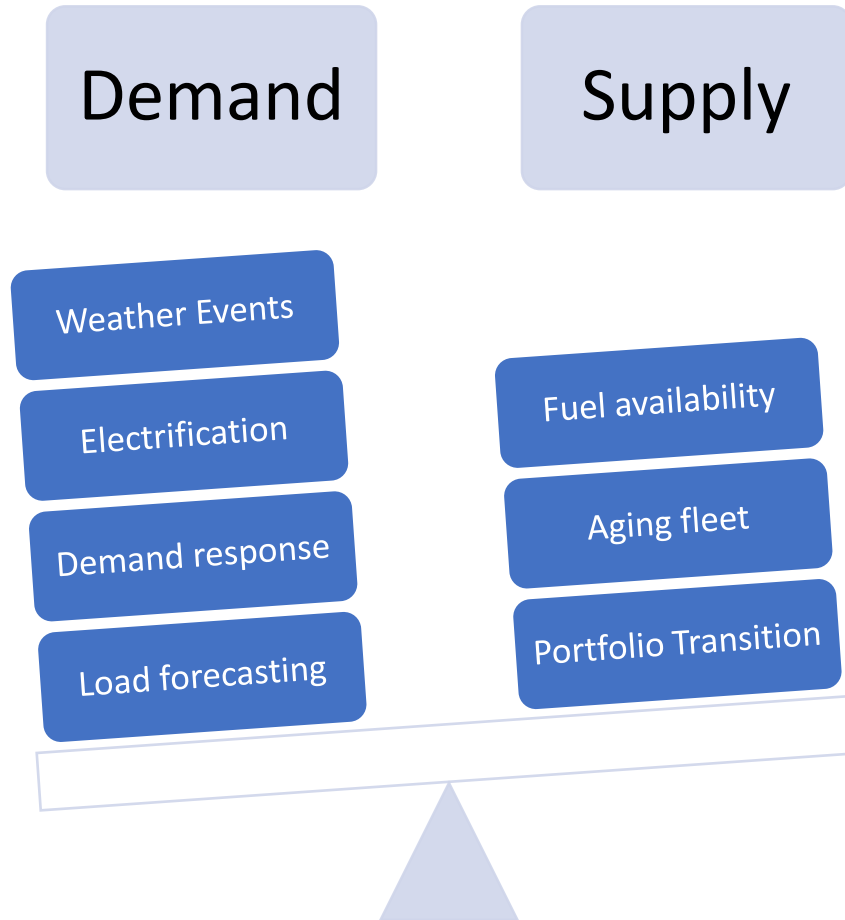 Demand
Supply
Weather Events
Electrification
Demand response
Load forecasting
Fuel availability
Aging fleet
Portfolio Transition